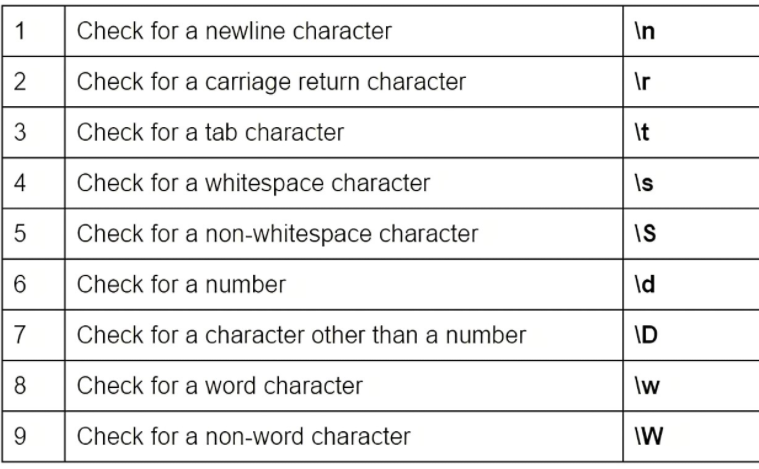 1 Check for a newline character \n
2 Check for a carriage return character \r
3 Check for a tab character \t
4 Check for a whitespace character \s
5 Check for a non-whitespace character \S
6 Check for a number \d
7 Check for a character other than a number \D
8 Check for a word character \w
9 Check for a non-word character \W